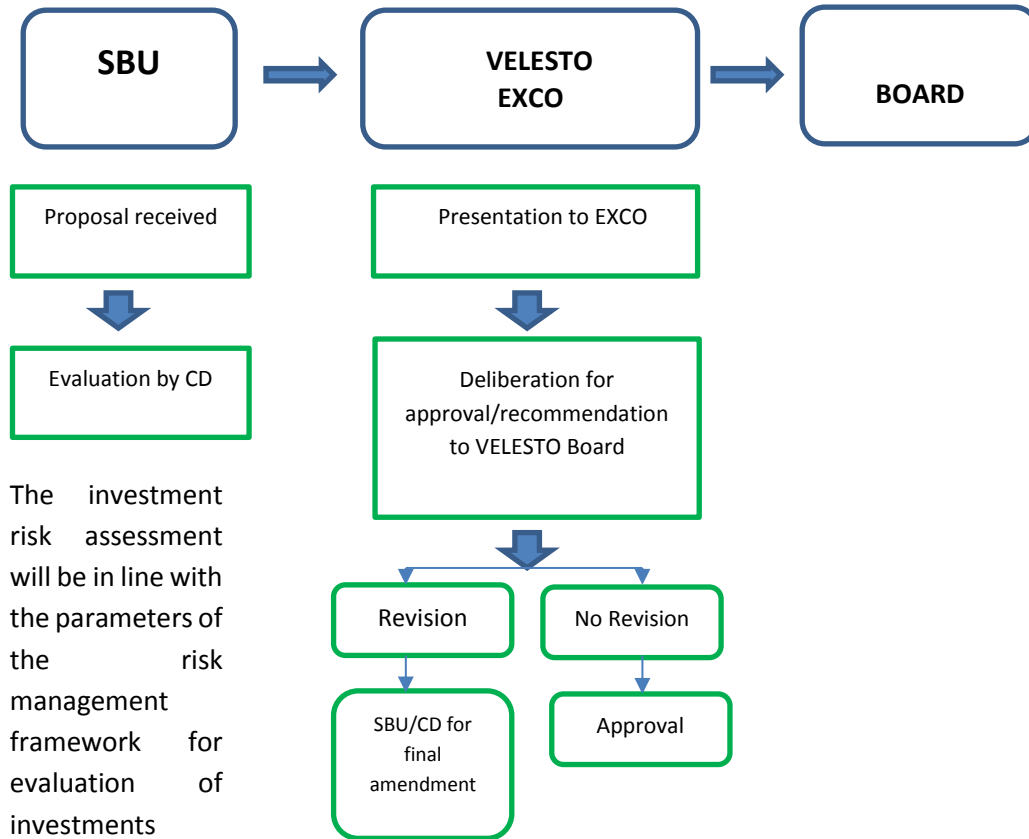 SBU
VELESTO
EXCO
BOARD
Proposal received
Evaluation by CD
The investment
risk assessment
will be in line with
the parameters of
the risk
management
framework for
evaluation of
investments
Presentation to EXCO
Deliberation for
approval/recommendation
to VELESTO Board
Revision
No Revision
SBU/CD for
final
amendment
Approval